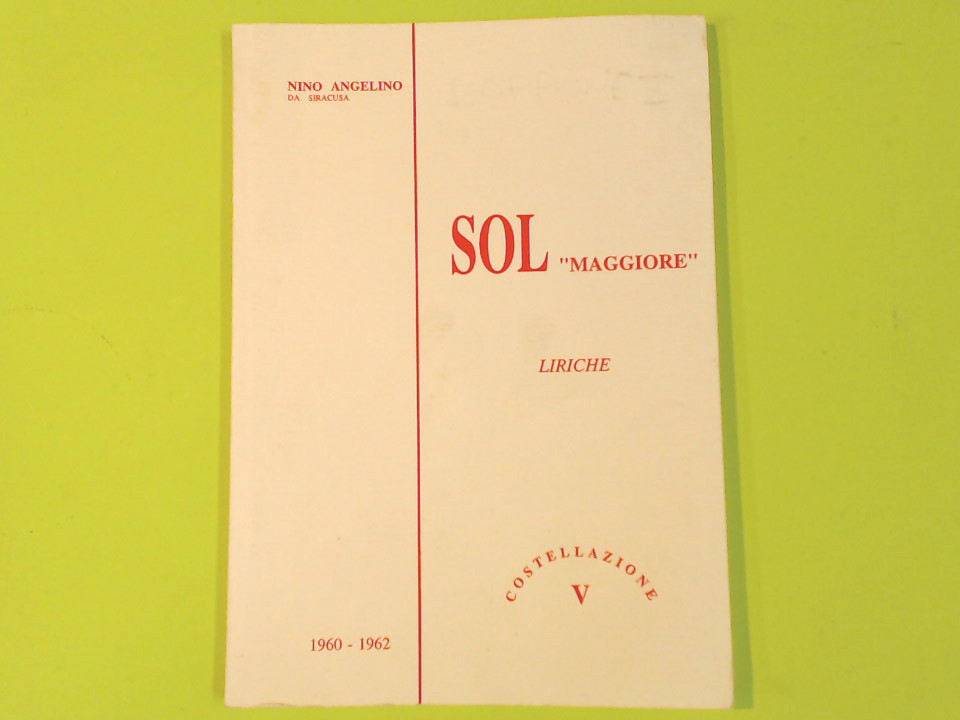 NINO ANGELINO
DA SIRACUSA
SOL "MAGGIORE"
LIRICHE
COSTELLAZIONE
V
1960 - 1962